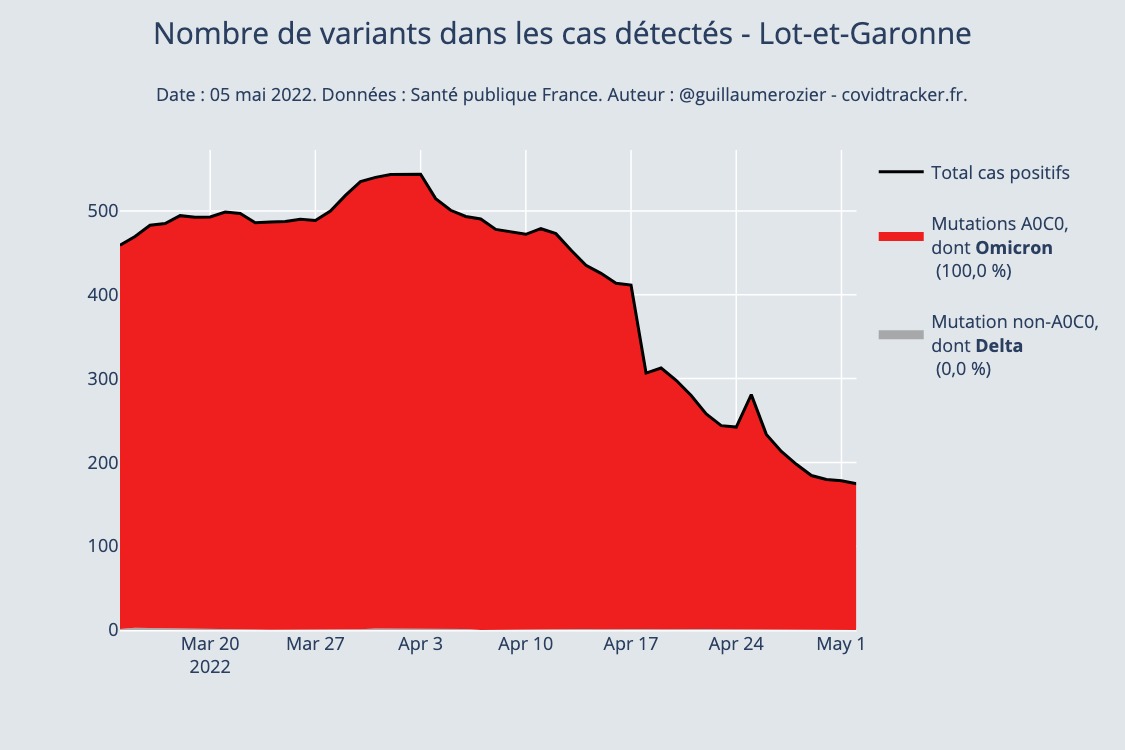 Nombre de variants dans les cas détectés - Lot-et-Garonne
Date : 05 mai 2022. Données : Santé publique France. Auteur : @guillaumerozier - covidtracker.fr.
Total cas positifs
Mutations A0C0,
dont Omicron
(100,0 %)
Mutation non-A0C0,
dont Delta
(0,0 %)
500
400
300
200
100
0
Mar 20
2022
Mar 27
Apr 3
Apr 10
Apr 17
Apr 24
May 1